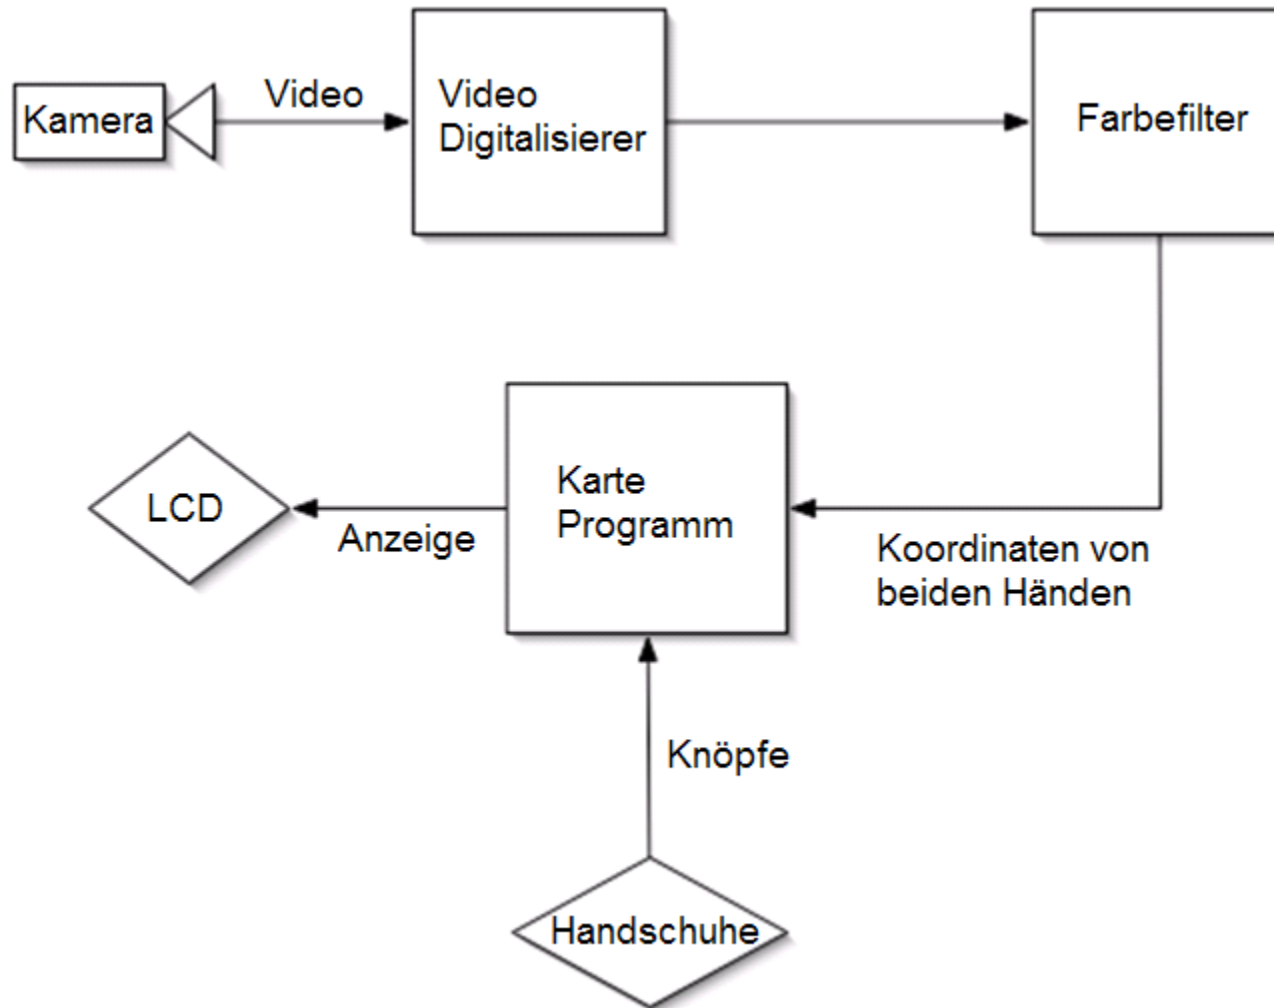 Kamera
Video
Video
Digitalisierer
Farbefilter
LCD
Anzeige
Karte
Programm
Koordinaten von
beiden Händen
Knöpfe
Handschuhe